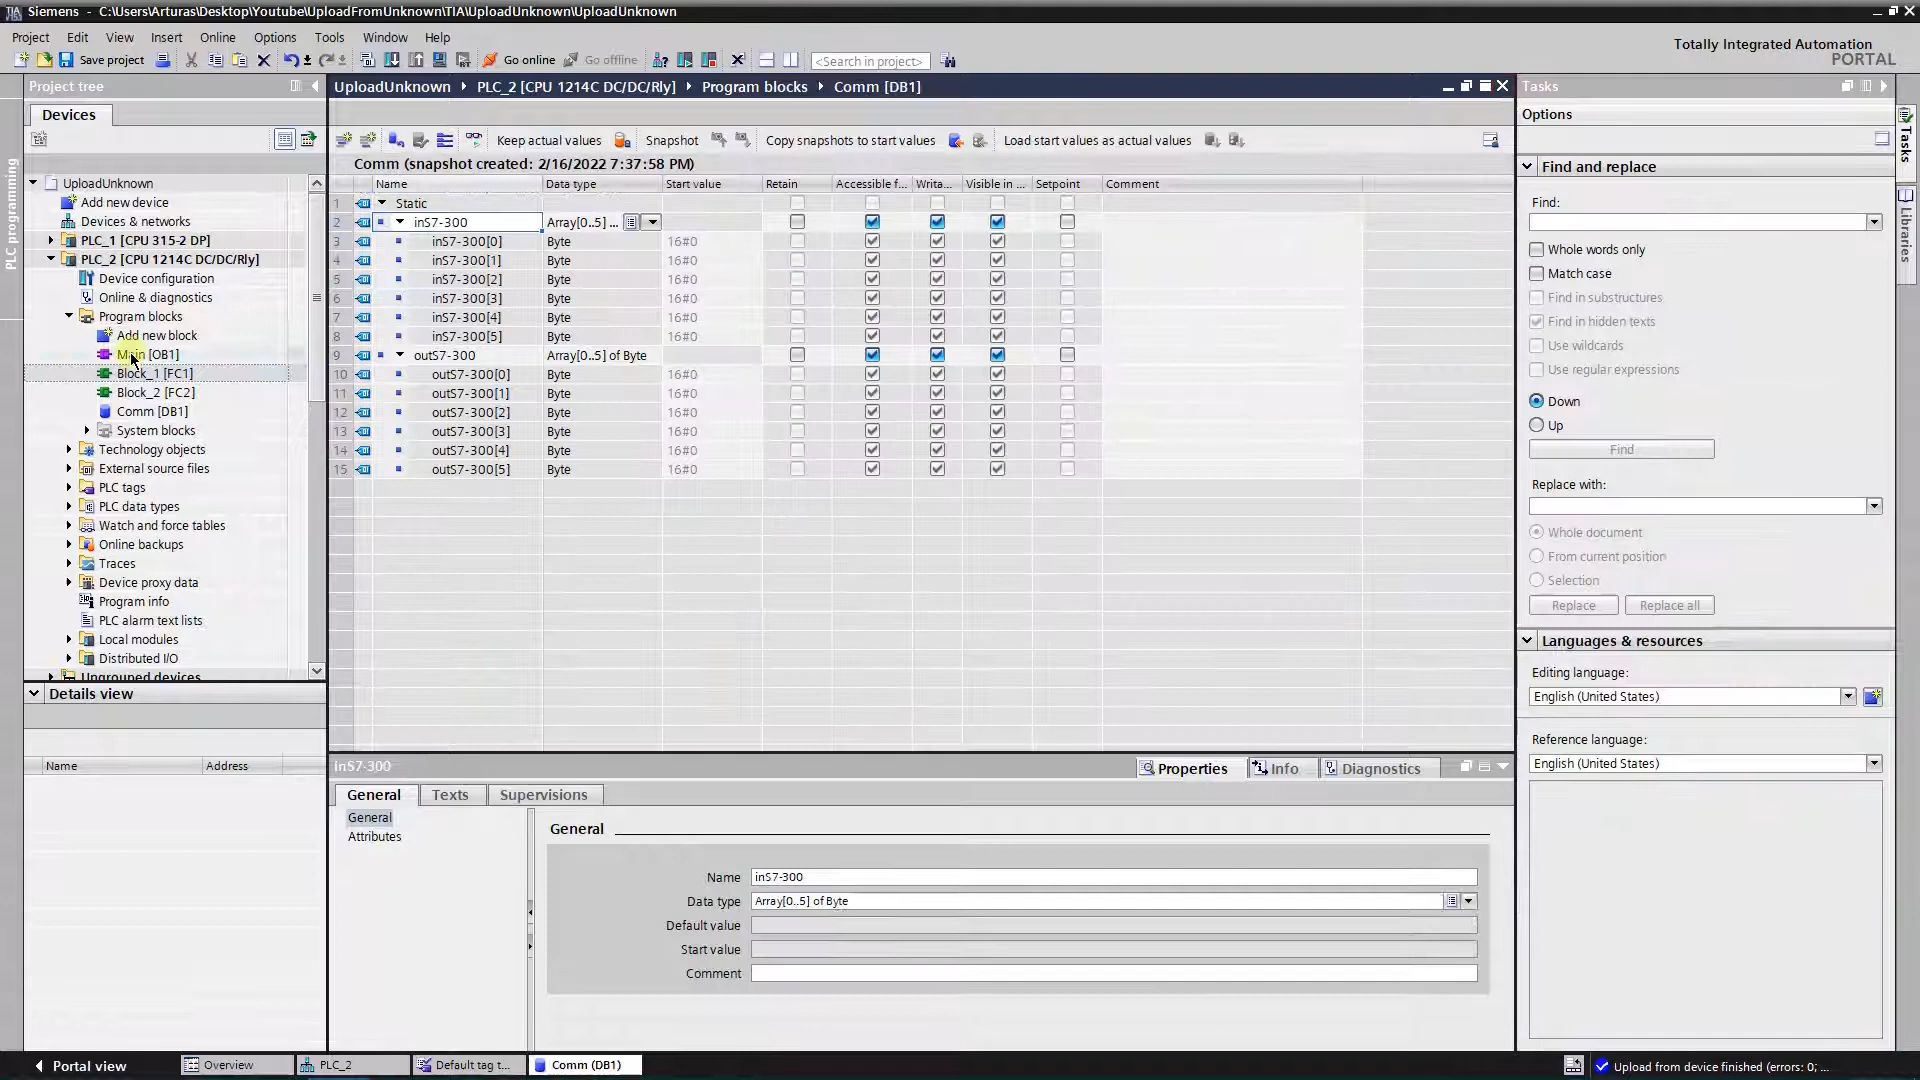 Siemens - C:\Users\Arturas\Desktop\Youtube\UploadFromUnknown\TIA\UploadUnknown\UploadUnknown
Project Edit View Insert Online Options Tools Window Help
Totally Integrated Automation
PORTAL
Save project
Go online
Go offline
<Search in project>
Project tree
UploadUnknown PLC_2 [CPU 1214C DC/DC/Rly] Program blocks Comm [DB1]
Tasks
Devices
Options
Keep actual values
Snapshot
Copy snapshots to start values
Load start values as actual values
PLC programming
Tasks
Libraries
Comm (snapshot created: 2/16/2022 7:37:58 PM)
Name Data type Start value Retain Accessible f... Writa... Visible in ... Setpoint Comment
1 Static
2 inS7-300 Array[0..5] ...
3 inS7-300[0] Byte 16#0
4 inS7-300[1] Byte 16#0
5 inS7-300[2] Byte 16#0
6 inS7-300[3] Byte 16#0
7 inS7-300[4] Byte 16#0
8 inS7-300[5] Byte 16#0
9 outS7-300 Array[0..5] of Byte
10 outS7-300[0] Byte 16#0
11 outS7-300[1] Byte 16#0
12 outS7-300[2] Byte 16#0
13 outS7-300[3] Byte 16#0
14 outS7-300[4] Byte 16#0
15 outS7-300[5] Byte 16#0
UploadUnknown
Add new device
Devices & networks
PLC_1 [CPU 315-2 DP]
PLC_2 [CPU 1214C DC/DC/Rly]
Device configuration
Online & diagnostics
Program blocks
Add new block
Main [OB1]
Block_1 [FC1]
Block_2 [FC2]
Comm [DB1]
System blocks
Technology objects
External source files
PLC tags
PLC data types
Watch and force tables
Online backups
Traces
Device proxy data
Program info
PLC alarm text lists
Local modules
Distributed I/O
Ungrouped devices
Find and replace
Find:
Whole words only
Match case
Find in substructures
Find in hidden texts
Use wildcards
Use regular expressions
Down
Up
Find
Replace with:
Whole document
From current position
Selection
Replace
Replace all
Languages & resources
Editing language:
English (United States)
Reference language:
English (United States)
Details view
Name Address
inS7-300
Properties Info Diagnostics
General Texts Supervisions
General
Attributes
General
Name inS7-300
Data type Array[0..5] of Byte
Default value
Start value
Comment
Portal view
Overview
PLC_2
Default tag t...
Comm (DB1)
Upload from device finished (errors: 0; ...